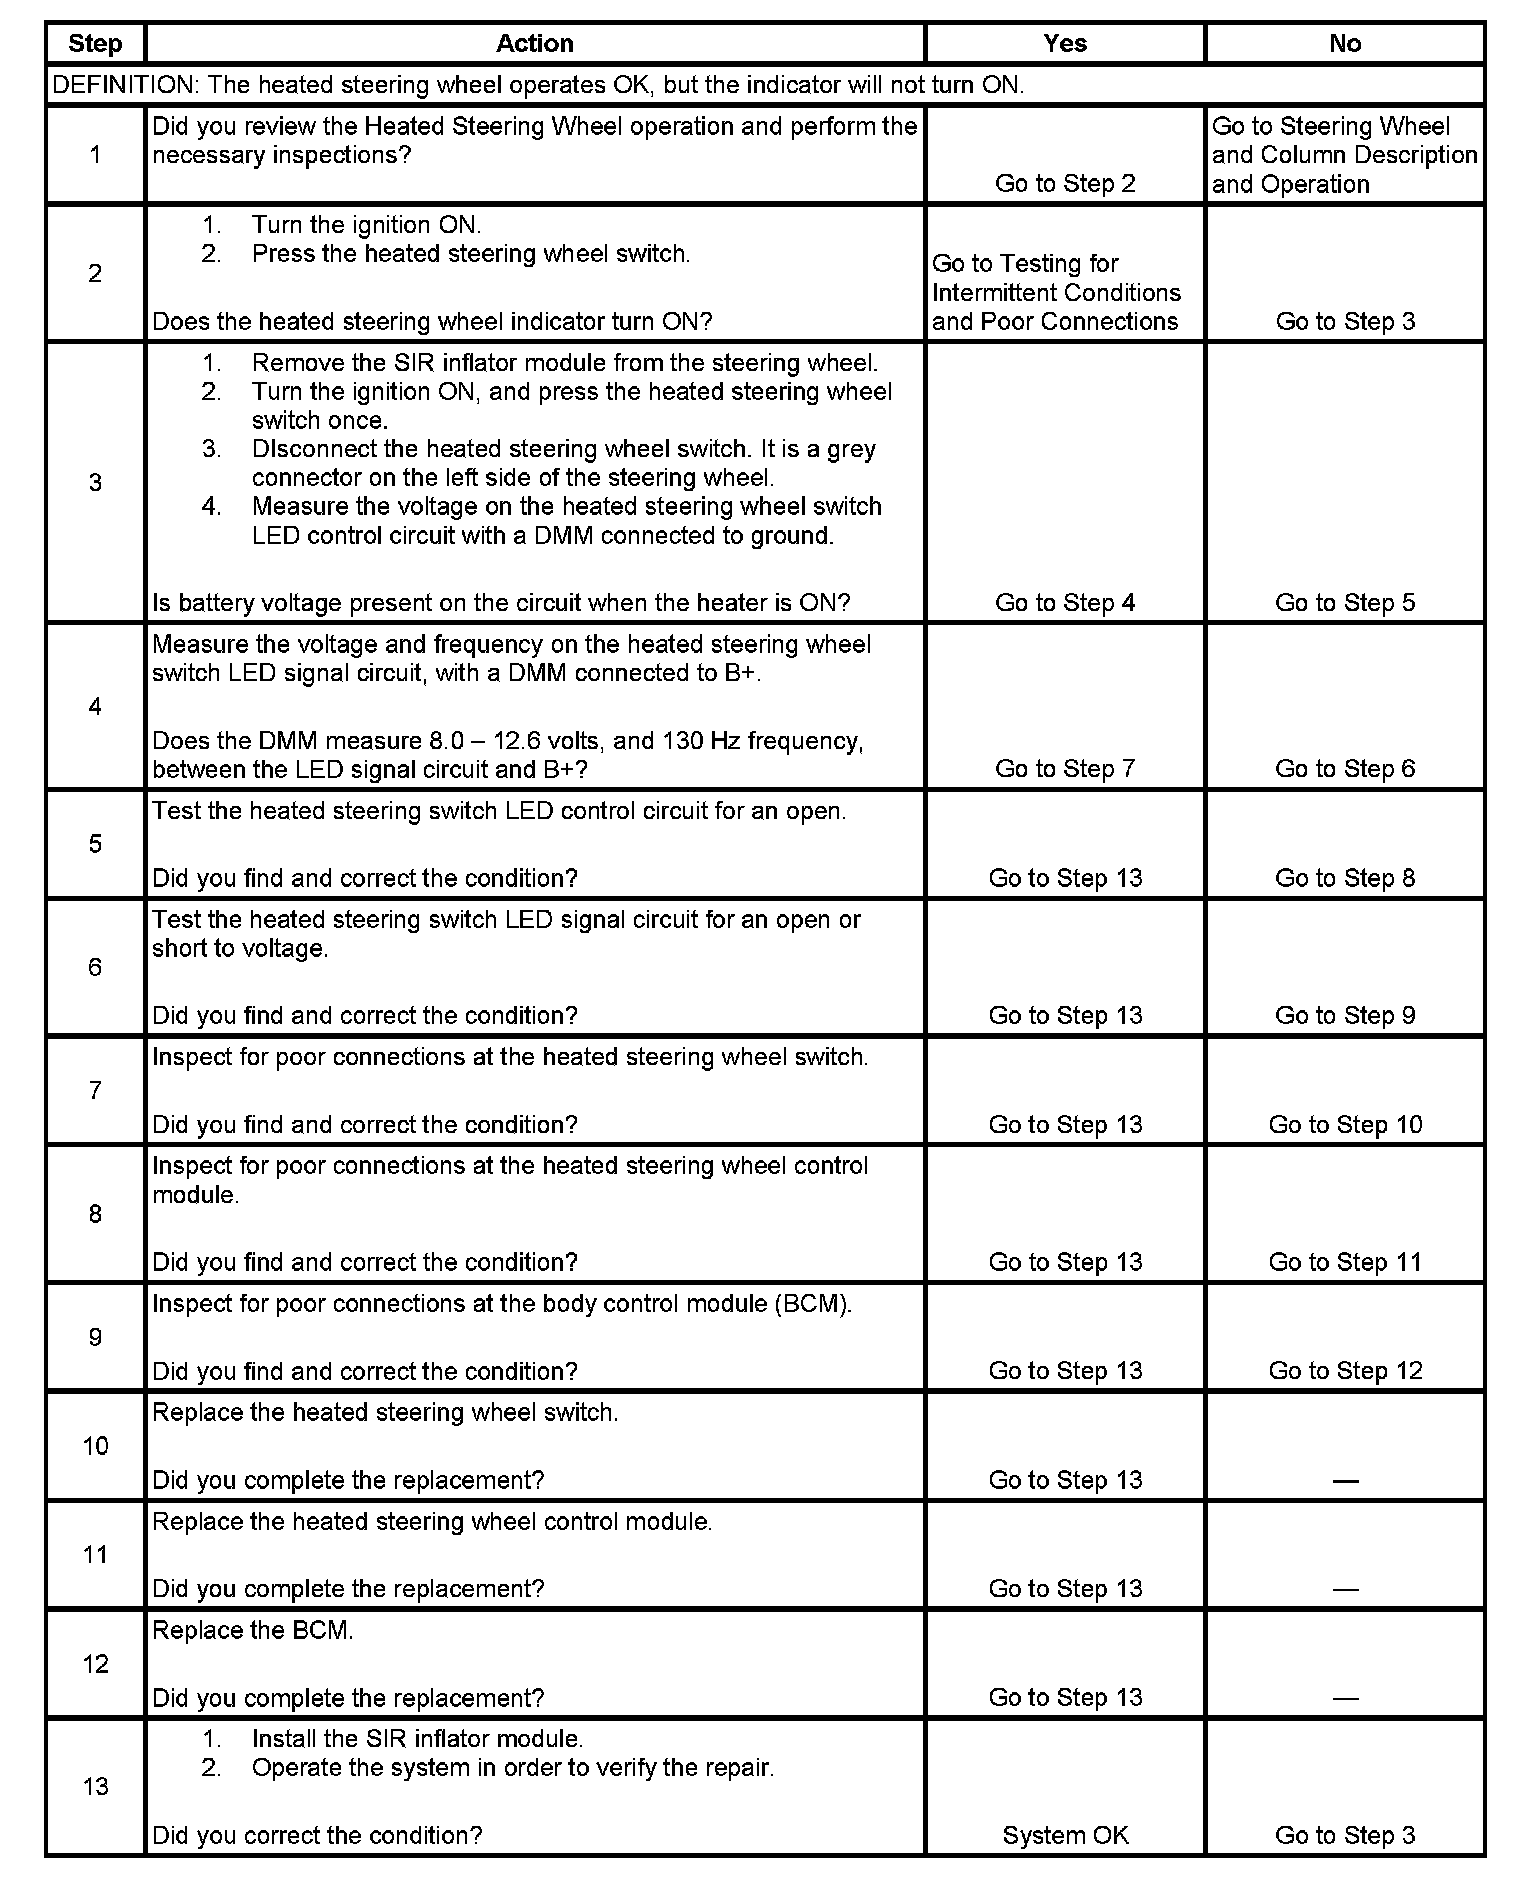 Step Action Yes No
DEFINITION: The heated steering wheel operates OK, but the indicator will not turn ON.
1
Did you review the Heated Steering Wheel operation and perform the
necessary inspections?
Go to Step 2
Go to Steering Wheel
and Column Description
and Operation
2
1. Turn the ignition ON.
2. Press the heated steering wheel switch.
Does the heated steering wheel indicator turn ON?
Go to Testing for
Intermittent Conditions
and Poor Connections
Go to Step 3
3
1. Remove the SIR inflator module from the steering wheel.
2. Turn the ignition ON, and press the heated steering wheel
switch once.
3. DIsconnect the heated steering wheel switch. It is a grey
connector on the left side of the steering wheel.
4. Measure the voltage on the heated steering wheel switch
LED control circuit with a DMM connected to ground.
Is battery voltage present on the circuit when the heater is ON?
Go to Step 4
Go to Step 5
4
Measure the voltage and frequency on the heated steering wheel
switch LED signal circuit, with a DMM connected to B+.
Does the DMM measure 8.0 – 12.6 volts, and 130 Hz frequency,
between the LED signal circuit and B+?
Go to Step 7
Go to Step 6
5
Test the heated steering switch LED control circuit for an open.
Did you find and correct the condition?
Go to Step 13
Go to Step 8
6
Test the heated steering switch LED signal circuit for an open or
short to voltage.
Did you find and correct the condition?
Go to Step 13
Go to Step 9
7
Inspect for poor connections at the heated steering wheel switch.
Did you find and correct the condition?
Go to Step 13
Go to Step 10
8
Inspect for poor connections at the heated steering wheel control
module.
Did you find and correct the condition?
Go to Step 13
Go to Step 11
9
Inspect for poor connections at the body control module (BCM).
Did you find and correct the condition?
Go to Step 13
Go to Step 12
10
Replace the heated steering wheel switch.
Did you complete the replacement?
Go to Step 13
—
11
Replace the heated steering wheel control module.
Did you complete the replacement?
Go to Step 13
—
12
Replace the BCM.
Did you complete the replacement?
Go to Step 13
—
13
1. Install the SIR inflator module.
2. Operate the system in order to verify the repair.
Did you correct the condition?
System OK
Go to Step 3